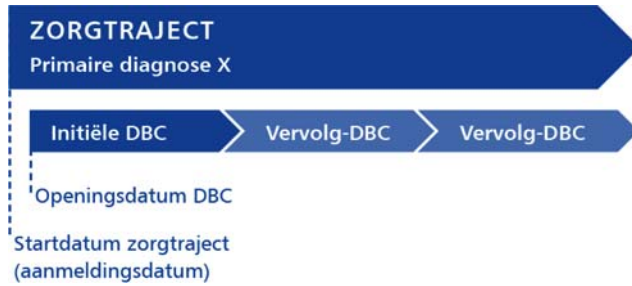 ZORGTRAJECT
Primaire diagnose X
Initiële DBC
Vervolg-DBC
Vervolg-DBC
Openingsdatum DBC
Startdatum zorgtraject
(aanmeldingsdatum)